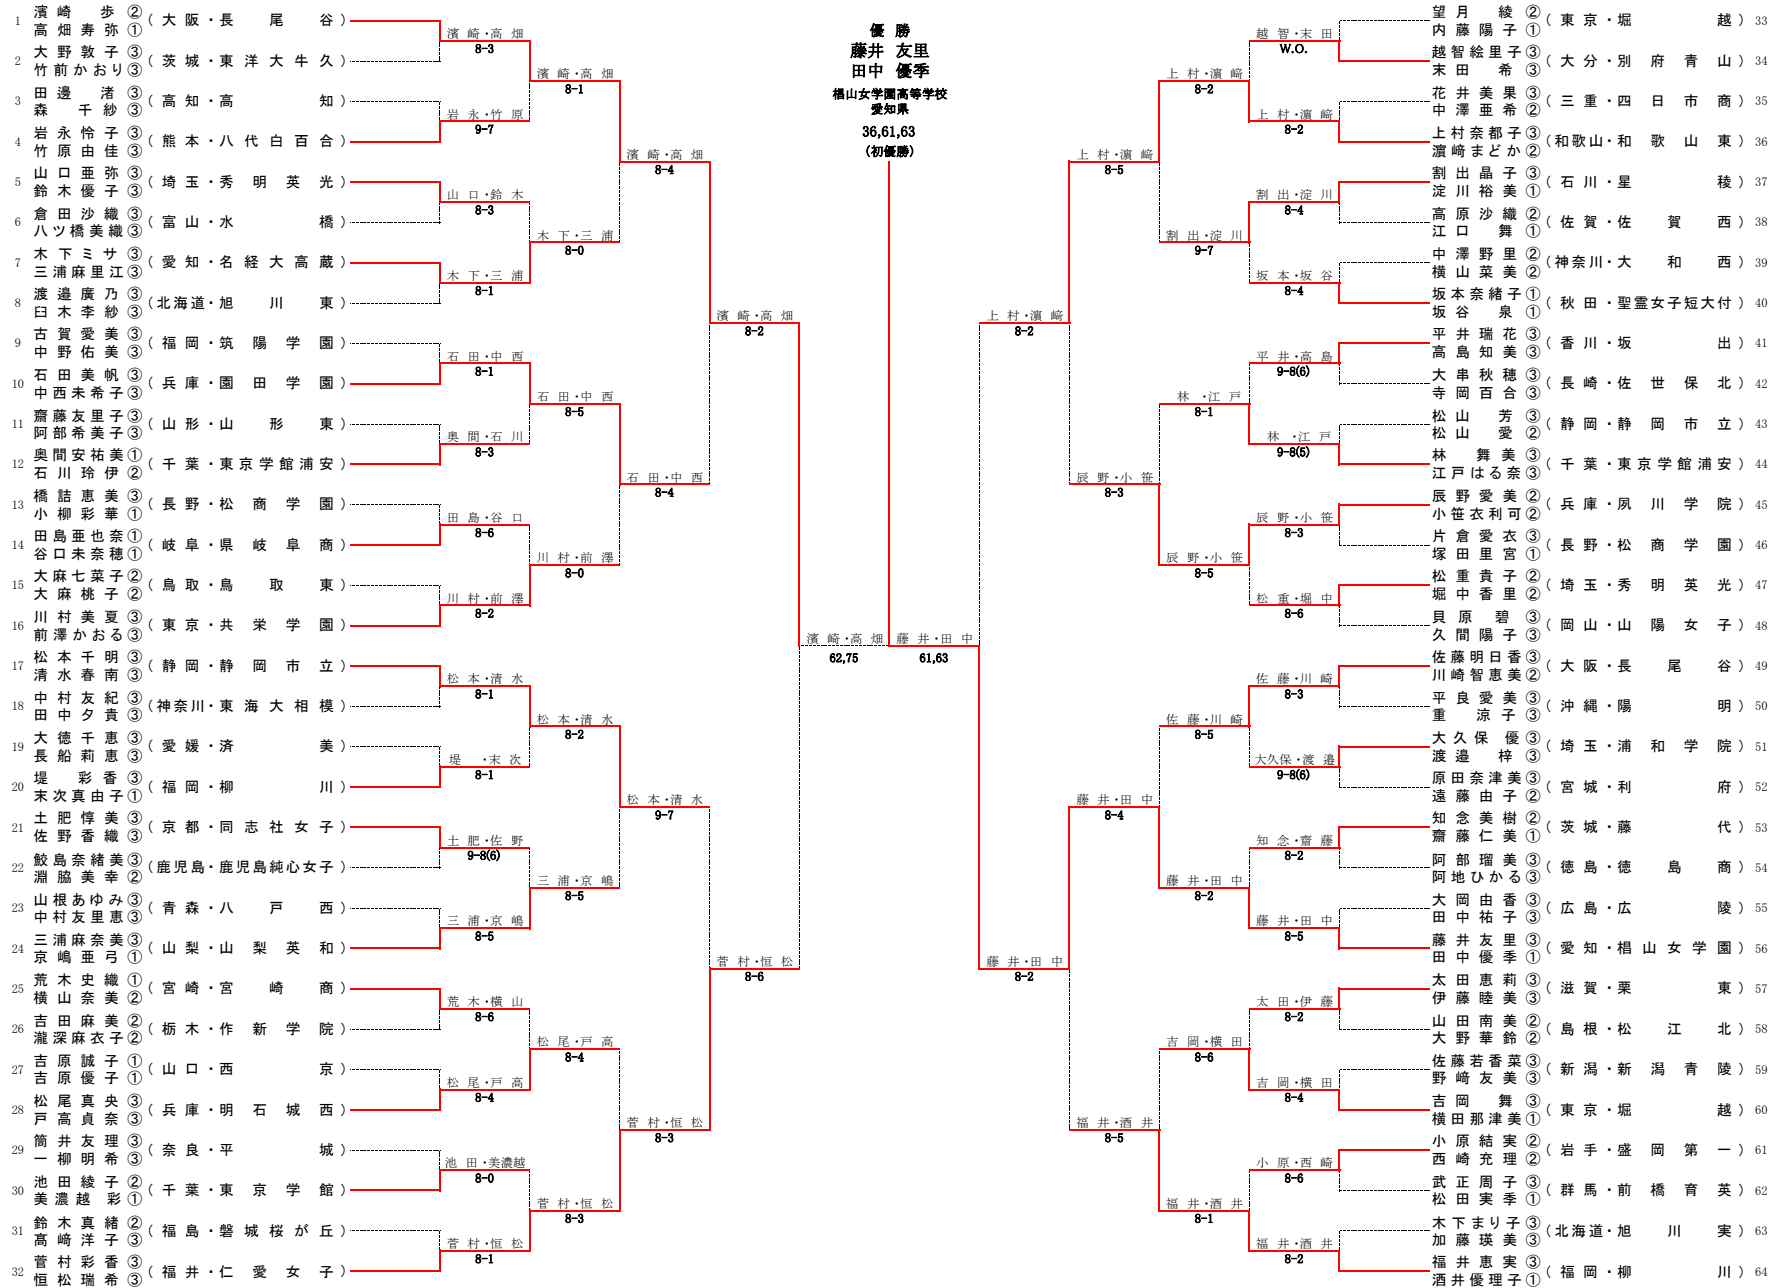 優 勝
藤井 友里
田中 優季
椙山女学園高等学校
愛知県
36,61,63
(初優勝)
1 濱崎 歩② 高畑寿弥① (大阪・長尾谷)
2 大野敦子③ 竹前かおり③ (茨城・東洋大牛久)
3 田邊 渚③ 森 千紗③ (高知・高知)
4 岩永怜子③ 竹原由佳③ (熊本・八代白百合)
5 山口亜弥③ 鈴木優子③ (埼玉・秀明英光)
6 倉田沙織③ 八ツ橋美織③ (富山・水橋)
7 木下ミサ③ 三浦麻里江③ (愛知・名経大高蔵)
8 渡邉廣乃③ 臼木李紗③ (北海道・旭川東)
9 古賀愛美③ 中野佑美③ (福岡・筑陽学園)
10 石田美帆③ 中西未希子③ (兵庫・園田学園)
11 齋藤友里子③ 阿部希美子③ (山形・山形東)
12 奥間安祐美① 石川玲伊② (千葉・東京学館浦安)
13 橋詰恵美③ 小柳彩華① (長野・松商学園)
14 田島亜也奈① 谷口未奈穂① (岐阜・県岐阜商)
15 大麻七菜子② 大麻桃子② (鳥取・鳥取東)
16 川村美夏③ 前澤かおる③ (東京・共栄学園)
17 松本千明③ 清水春南③ (静岡・静岡市立)
18 中村友紀③ 田中夕貴③ (神奈川・東海大相模)
19 大徳千恵③ 長船莉恵③ (愛媛・済美)
20 堤 彩香③ 末次真由子① (福岡・柳川)
21 土肥惇美③ 佐野香織③ (京都・同志社女子)
22 鮫島奈緒美③ 淵脇美幸② (鹿児島・鹿児島純心女子)
23 山根あゆみ③ 中村友里恵③ (青森・八戸西)
24 三浦麻奈美③ 京嶋亜弓① (山梨・山梨英和)
25 荒木史織① 横山奈美② (宮崎・宮崎商)
26 吉田麻美② 瀧深麻衣子② (栃木・作新学院)
27 吉原誠子① 吉原優子① (山口・西京)
28 松尾真央③ 戸高貞奈③ (兵庫・明石城西)
29 筒井友理③ 一柳明希③ (奈良・平城)
30 池田綾子② 美濃越彩① (千葉・東京学館)
31 鈴木真緒② 髙﨑洋子③ (福島・磐城桜が丘)
32 菅村彩香③ 恒松瑞希③ (福井・仁愛女子)
濱崎・高畑 8-3
岩永・竹原 9-7
山口・鈴木 8-3
木下・三浦 8-1
石田・中西 8-1
奥間・石川 8-3
田島・谷口 8-6
川村・前澤 8-2
松本・清水 8-1
堤・末次 8-1
土肥・佐野 9-8(6)
三浦・京嶋 8-5
荒木・横山 8-6
松尾・戸高 8-4
池田・美濃越 8-0
菅村・恒松 8-1
濱崎・高畑 8-1
木下・三浦 8-0
石田・中西 8-5
川村・前澤 8-0
松本・清水 8-2
三浦・京嶋 8-5
松尾・戸高 8-4
菅村・恒松 8-3
濱崎・高畑 8-4
石田・中西 8-4
松本・清水 9-7
菅村・恒松 8-3
濱崎・高畑 8-2
菅村・恒松 8-6
濱崎・高畑 62,75
藤井・田中 61,63
上村・濵﨑 8-2
藤井・田中 8-2
上村・濵﨑 8-5
辰野・小笹 8-3
藤井・田中 8-4
福井・酒井 8-5
上村・濵﨑 8-2
割出・淀川 9-7
林・江戸 8-1
辰野・小笹 8-5
佐藤・川崎 8-5
藤井・田中 8-2
吉岡・横田 8-6
福井・酒井 8-1
越智・末田 W.O.
上村・濵﨑 8-2
割出・淀川 8-4
坂本・坂谷 8-4
平井・高島 9-8(6)
林・江戸 9-8(5)
辰野・小笹 8-3
松重・堀中 8-6
佐藤・川崎 8-3
大久保・渡邉 9-8(6)
知念・齋藤 8-2
藤井・田中 8-5
太田・伊藤 8-2
吉岡・横田 8-4
小原・西崎 8-6
福井・酒井 8-2
望月 綾② 内藤陽子① (東京・堀越) 33
越智絵里子③ 末田 希③ (大分・別府青山) 34
花井美果③ 中澤亜希② (三重・四日市商) 35
上村奈都子③ 濵﨑まどか② (和歌山・和歌山東) 36
割出晶子③ 淀川裕美① (石川・星稜) 37
高原沙織② 江口 舞① (佐賀・佐賀西) 38
中澤野里② 横山菜美② (神奈川・大和西) 39
坂本奈緒子① 坂谷 泉① (秋田・聖霊女子短大付) 40
平井瑞花③ 高島知美③ (香川・坂出) 41
大串秋穂③ 寺岡百合③ (長崎・佐世保北) 42
松山 芳③ 松山 愛② (静岡・静岡市立) 43
林 舞美③ 江戸はる奈③ (千葉・東京学館浦安) 44
辰野愛美② 小笹衣利可② (兵庫・夙川学院) 45
片倉愛衣③ 塚田里宮① (長野・松商学園) 46
松重貴子② 堀中香里② (埼玉・秀明英光) 47
貝原 碧③ 久間陽子③ (岡山・山陽女子) 48
佐藤明日香③ 川崎智恵美② (大阪・長尾谷) 49
平良愛美③ 重 涼子③ (沖縄・陽明) 50
大久保 優③ 渡邉 梓③ (埼玉・浦和学院) 51
原田奈津美③ 遠藤由子② (宮城・利府) 52
知念美樹② 齋藤仁美① (茨城・藤代) 53
阿部瑠美③ 阿地ひかる③ (徳島・徳島商) 54
大岡由香③ 田中祐子③ (広島・広陵) 55
藤井友里③ 田中優季① (愛知・椙山女学園) 56
太田恵莉③ 伊藤睦美③ (滋賀・栗東) 57
山田南美② 大野華鈴② (島根・松江北) 58
佐藤若香菜③ 野﨑友美③ (新潟・新潟青陵) 59
吉岡 舞③ 横田那津美① (東京・堀越) 60
小原結実② 西崎充理② (岩手・盛岡第一) 61
武正周子③ 松田実季① (群馬・前橋育英) 62
木下まり子③ 加藤瑛美③ (北海道・旭川実) 63
福井恵実③ 酒井優理子① (福岡・柳川) 64